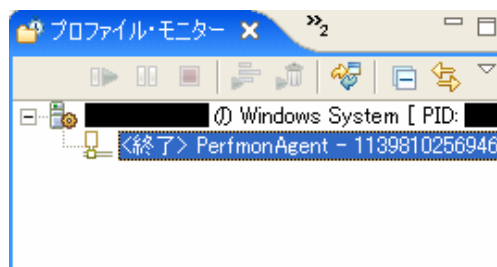 プロファイル・モニター
»2
の Windows System [ PID:
<終了> PerfmonAgent - 1139810256946